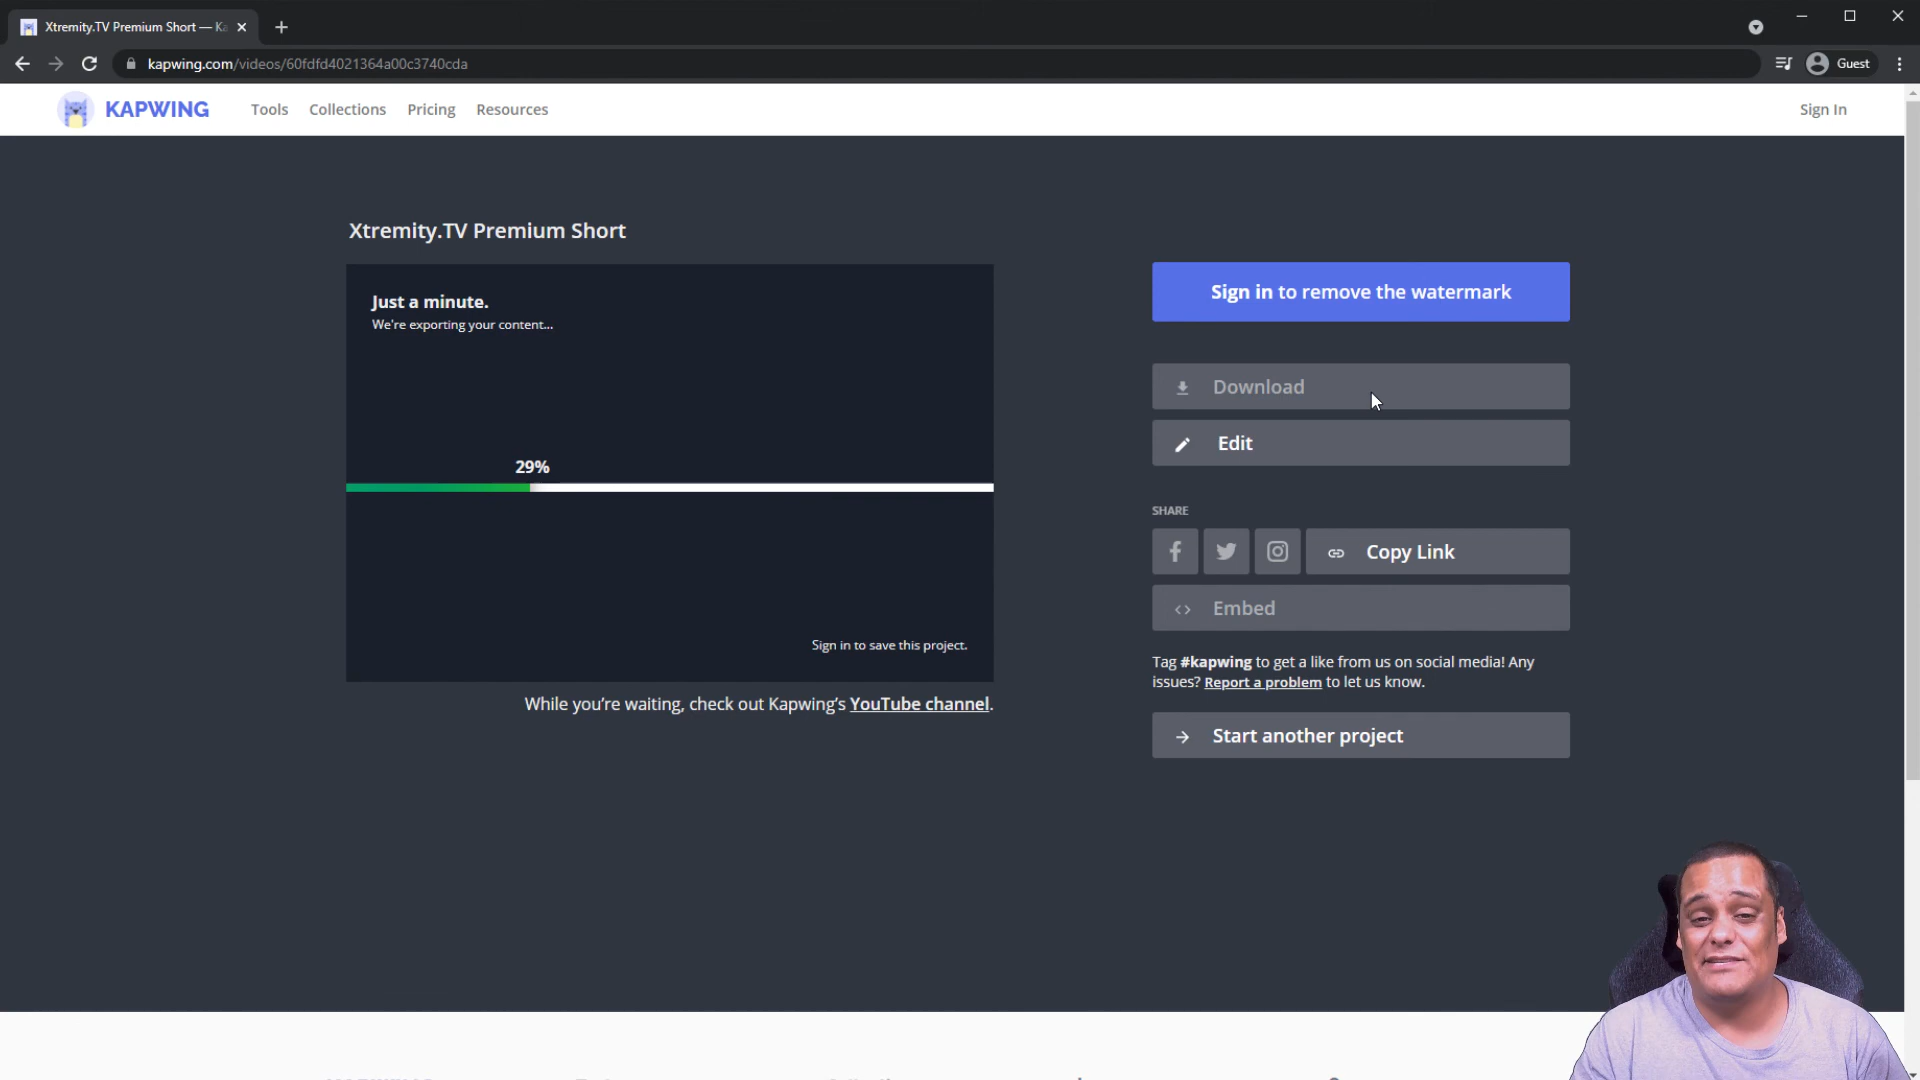 Xtremity.TV Premium Short — Ka
kapwing.com/videos/60fdfd4021364a00c3740cda
Guest
KAPWING
Tools
Collections
Pricing
Resources
Sign In
Xtremity.TV Premium Short
Just a minute.
We're exporting your content...
29%
Sign in to save this project.
While you're waiting, check out Kapwing's YouTube channel.
Sign in to remove the watermark
Download
Edit
SHARE
Copy Link
Embed
Tag #kapwing to get a like from us on social media! Any
issues? Report a problem to let us know.
Start another project